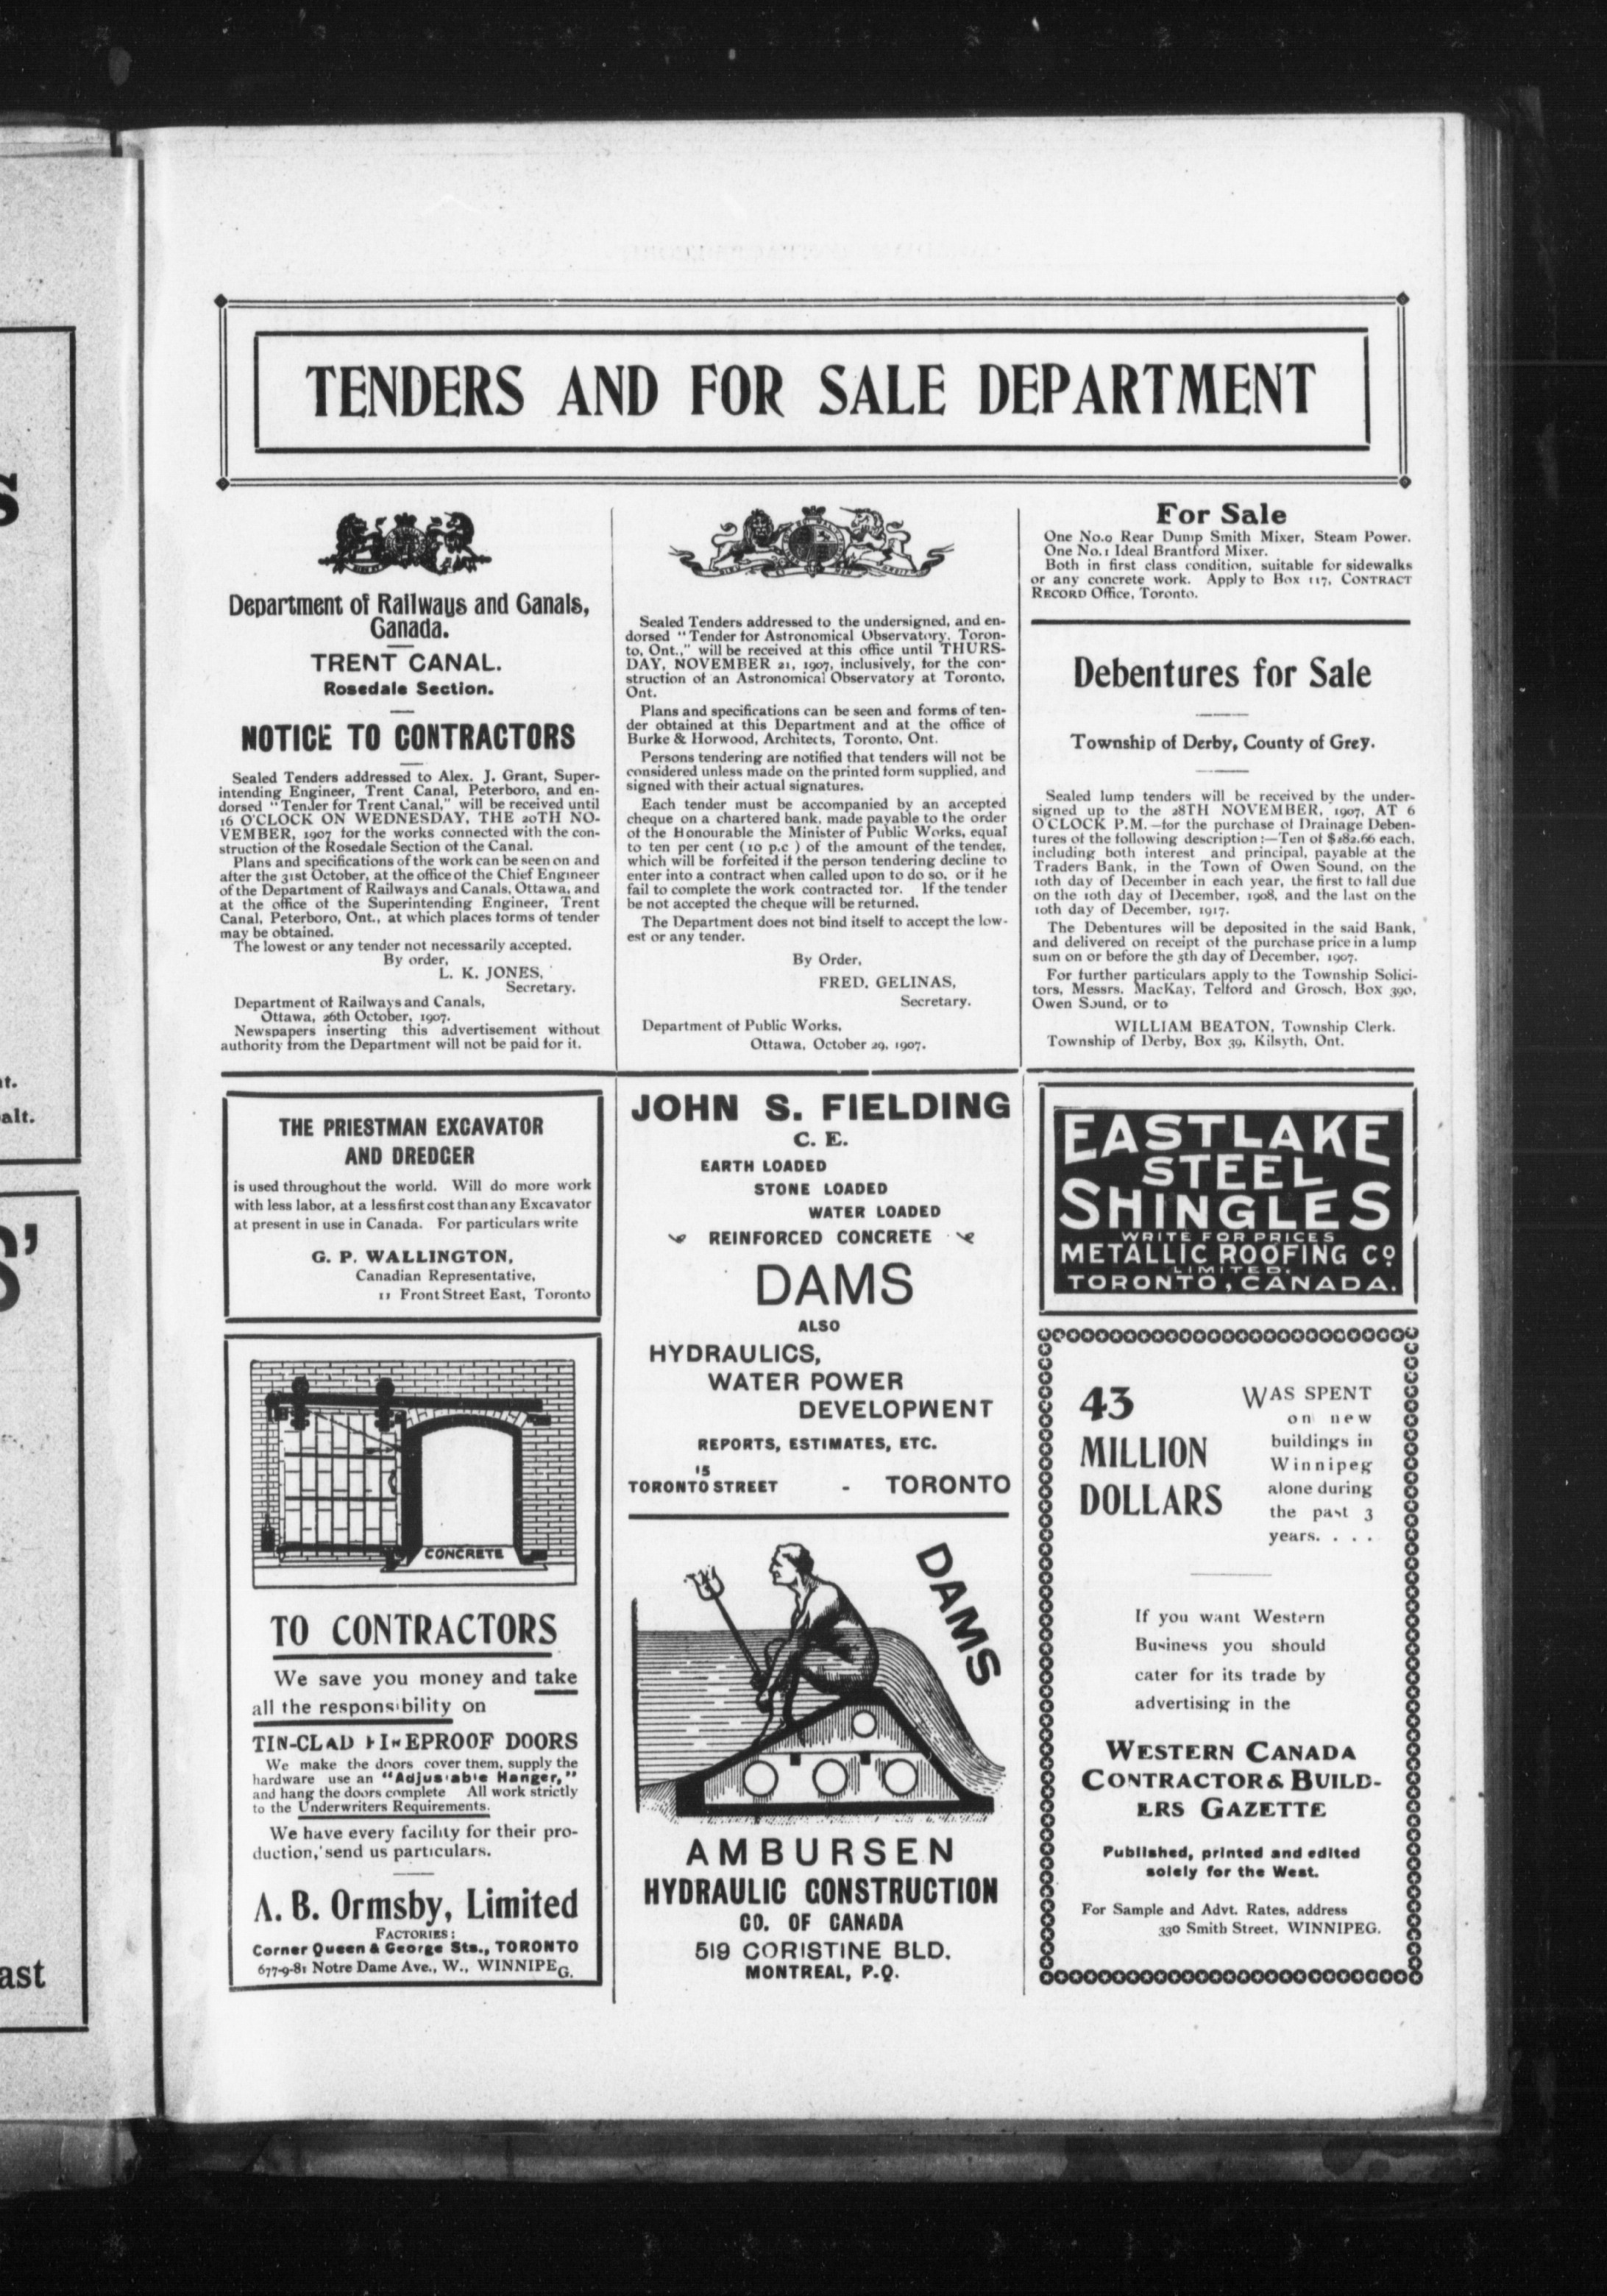 TENDERS AND FOR SALE DEPARTMENT
Department of Railways and Canals,
Canada.
TRENT CANAL.
Rosedale Section.
NOTICE TO CONTRACTORS
Sealed Tenders addressed to Alex. J. Grant, Super-
intending Engineer, Trent Canal, Peterboro, and en-
dorsed "Tender for Trent Canal," will be received until
16 O'CLOCK ON WEDNESDAY, THE 20TH NO-
VEMBER, 1907 for the works connected with the con-
struction of the Rosedale Section of the Canal.
Plans and specifications of the work can be seen on and
after the 31st October, at the office of the Chief Engineer
of the Department of Railways and Canals, Ottawa, and
at the office of the Superintending Engineer, Trent
Canal, Peterboro, Ont., at which places forms of tender
may be obtained.
The lowest or any tender not necessarily accepted.
By order,
L. K. JONES,
Secretary.
Department of Railways and Canals,
Ottawa, 26th October, 1907.
Newspapers inserting this advertisement without
authority from the Department will not be paid for it.
Sealed Tenders addressed to the undersigned, and en-
dorsed "Tender for Astronomical Observatory, Toron-
to, Ont.," will be received at this office until THURS-
DAY, NOVEMBER 21, 1907, inclusively, for the con-
struction of an Astronomical Observatory at Toronto,
Ont.
Plans and specifications can be seen and forms of ten-
der obtained at this Department and at the office of
Burke & Horwood, Architects, Toronto, Ont.
Persons tendering are notified that tenders will not be
considered unless made on the printed form supplied, and
signed with their actual signatures.
Each tender must be accompanied by an accepted
cheque on a chartered bank, made payable to the order
of the Honourable the Minister of Public Works, equal
to ten per cent (10 p.c ) of the amount of the tender,
which will be forfeited if the person tendering decline to
enter into a contract when called upon to do so, or if he
fail to complete the work contracted for. If the tender
be not accepted the cheque will be returned.
The Department does not bind itself to accept the low-
est or any tender.
By Order,
FRED. GELINAS,
Secretary.
Department of Public Works,
Ottawa, October 29, 1907.
For Sale
One No.0 Rear Dump Smith Mixer, Steam Power.
One No.1 Ideal Brantford Mixer.
Both in first class condition, suitable for sidewalks
or any concrete work. Apply to Box 117, CONTRACT
RECORD Office, Toronto.
Debentures for Sale
Township of Derby, County of Grey.
Sealed lump tenders will be received by the under-
signed up to the 28TH NOVEMBER, 1907, AT 6
O'CLOCK P.M.—for the purchase of Drainage Deben-
tures of the following description:—Ten of $282.66 each,
including both interest and principal, payable at the
Traders Bank, in the Town of Owen Sound, on the
10th day of December in each year, the first to fall due
on the 10th day of December, 1908, and the last on the
10th day of December, 1917.
The Debentures will be deposited in the said Bank,
and delivered on receipt of the purchase price in a lump
sum on or before the 5th day of December, 1907.
For further particulars apply to the Township Solici-
tors, Messrs. MacKay, Telford and Grosch, Box 390,
Owen Sound, or to
WILLIAM BEATON, Township Clerk.
Township of Derby, Box 39, Kilsyth, Ont.
THE PRIESTMAN EXCAVATOR
AND DREDGER
is used throughout the world. Will do more work
with less labor, at a less first cost than any Excavator
at present in use in Canada. For particulars write
G. P. WALLINGTON,
Canadian Representative,
11 Front Street East, Toronto
CONCRETE
TO CONTRACTORS
We save you money and take
all the responsibility on
TIN-CLAD FIREPROOF DOORS
We make the doors cover them, supply the
hardware use an "Adjustable Hanger,"
and hang the doors complete All work strictly
to the Underwriters Requirements.
We have every facility for their pro-
duction, send us particulars.
A. B. Ormsby, Limited
FACTORIES:
Corner Queen & George Sts., TORONTO
677-9-81 Notre Dame Ave., W., WINNIPEG.
JOHN S. FIELDING
C. E.
EARTH LOADED
STONE LOADED
WATER LOADED
REINFORCED CONCRETE
DAMS
ALSO
HYDRAULICS,
WATER POWER
DEVELOPMENT
REPORTS, ESTIMATES, ETC.
15
TORONTO STREET - TORONTO
DAMS
AMBURSEN
HYDRAULIC CONSTRUCTION
CO. OF CANADA
519 CORISTINE BLD.
MONTREAL, P.Q.
EASTLAKE
STEEL
SHINGLES
WRITE FOR PRICES
METALLIC ROOFING CO
LIMITED.
TORONTO, CANADA.
43
MILLION
DOLLARS
WAS SPENT
on new
buildings in
Winnipeg
alone during
the past 3
years. . . .
If you want Western
Business you should
cater for its trade by
advertising in the
WESTERN CANADA
CONTRACTOR & BUILD-
ERS GAZETTE
Published, printed and edited
solely for the West.
For Sample and Advt. Rates, address
330 Smith Street, WINNIPEG.
alt.
ast